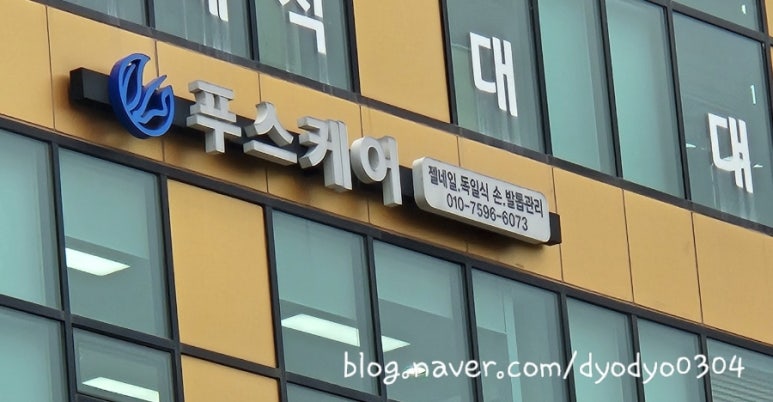 식
대
대
푸스케어
젤네일, 독일식 손, 발톱관리
010-7596-6073
blog.naver.com/dyodyo0304